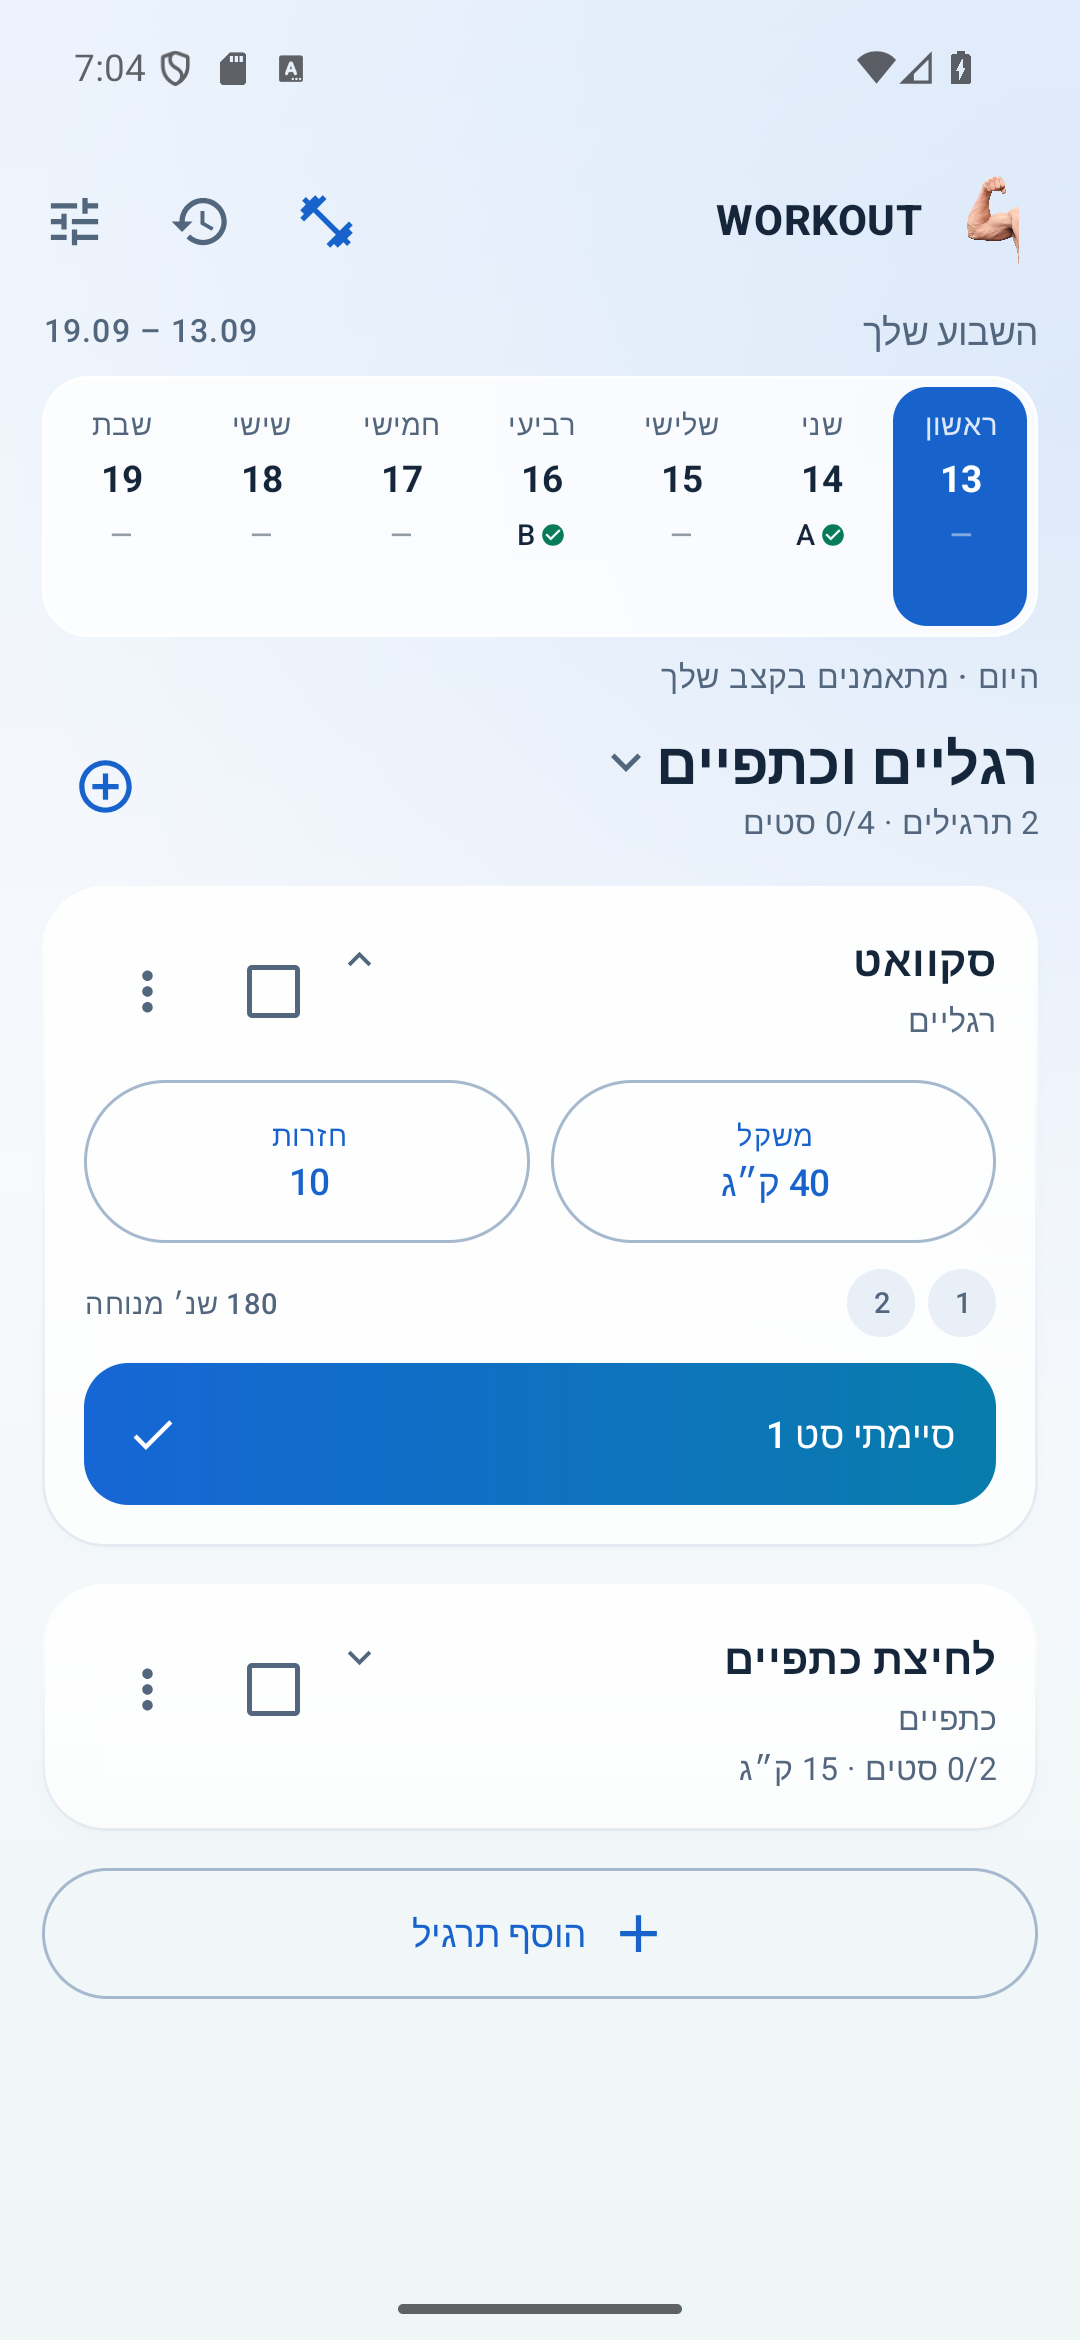 7:04
WORKOUT
השבוע שלך
13.09 – 19.09
ראשון שני שלישי רביעי חמישי שישי שבת
13 14 15 16 17 18 19
– A – B – – –
היום · מתאמנים בקצב שלך
רגליים וכתפיים
2 תרגילים · 0/4 סטים
סקוואט
רגליים
משקל חזרות
40 ק״ג 10
1 2 180 שנ׳ מנוחה
סיימתי סט 1
לחיצת כתפיים
כתפיים
0/2 סטים · 15 ק״ג
הוסף תרגיל